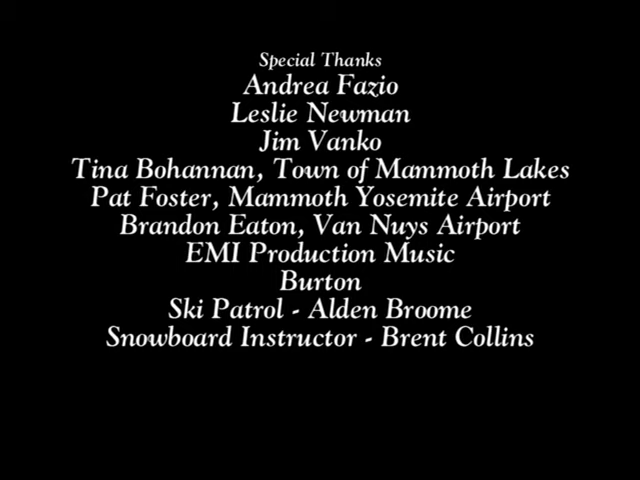 Special Thanks
Andrea Fazio
Leslie Newman
Jim Vanko
Tina Bohannan, Town of Mammoth Lakes
Pat Foster, Mammoth Yosemite Airport
Brandon Eaton, Van Nuys Airport
EMI Production Music
Burton
Ski Patrol - Alden Broome
Snowboard Instructor - Brent Collins